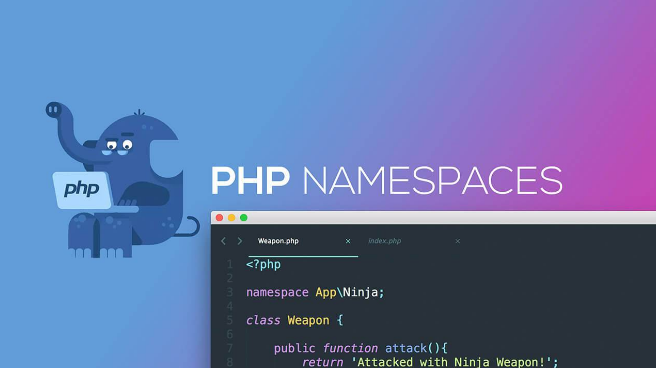 PHP NAMESPACES
php
Weapon.php
index.php
1 <?php
2
3 namespace App\Ninja;
4
5 class Weapon {
6
7     public function attack(){
8         return 'Attacked with Ninja Weapon!';